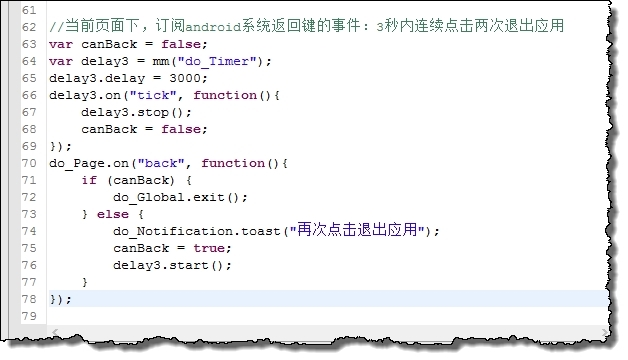 61
62 //当前页面下，订阅android系统返回键的事件：3秒内连续点击两次退出应用
63 var canBack = false;
64 var delay3 = mm("do_Timer");
65 delay3.delay = 3000;
66 delay3.on("tick", function(){
67     delay3.stop();
68     canBack = false;
69 });
70 do_Page.on("back", function(){
71     if (canBack) {
72         do_Global.exit();
73     } else {
74         do_Notification.toast("再次点击退出应用");
75         canBack = true;
76         delay3.start();
77     }
78 });
79